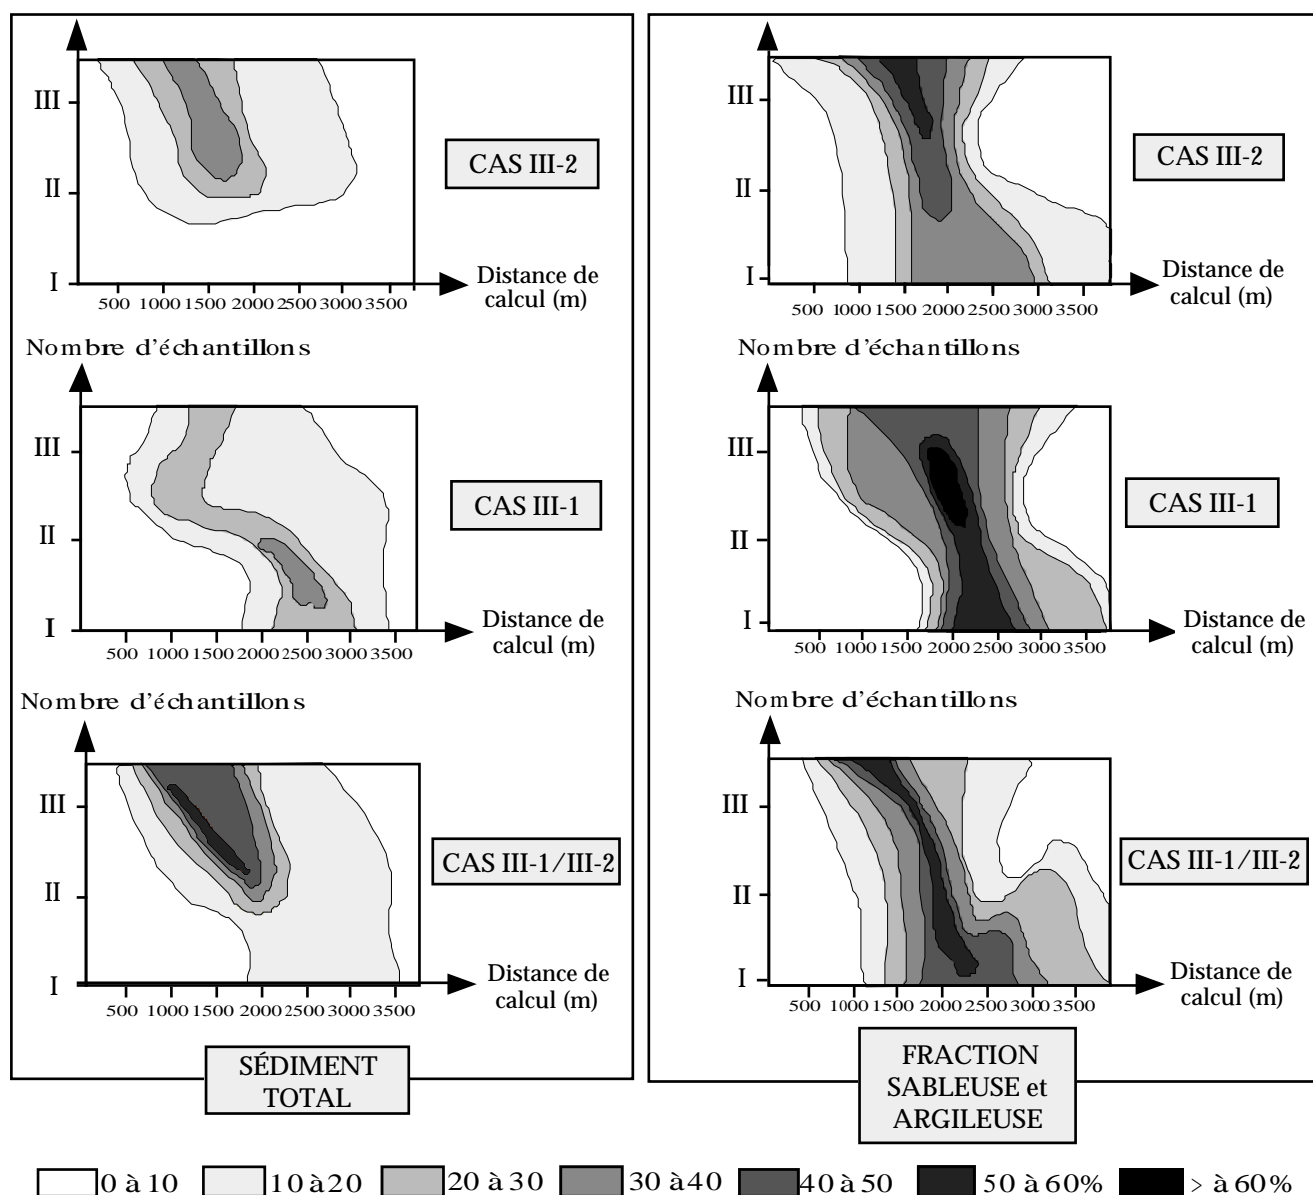 III
II
I
CAS III-2
Distance de
calcul (m)
500 1000 1500 2000 2500 3000 3500
Nombre d'échantillons
III
II
I
CAS III-1
Distance de
calcul (m)
500 1000 1500 2000 2500 3000 3500
Nombre d'échantillons
III
II
I
CAS III-1/III-2
Distance de
calcul (m)
500 1000 1500 2000 2500 3000 3500
SÉDIMENT
TOTAL
III
II
I
CAS III-2
Distance de
calcul (m)
500 1000 1500 2000 2500 3000 3500
Nombre d'échantillons
III
II
I
CAS III-1
Distance de
calcul (m)
500 1000 1500 2000 2500 3000 3500
Nombre d'échantillons
III
II
I
CAS III-1/III-2
Distance de
calcul (m)
500 1000 1500 2000 2500 3000 3500
FRACTION
SABLEUSE et
ARGILEUSE
0 à 10 10 à 20 20 à 30 30 à 40 40 à 50 50 à 60% > à 60%